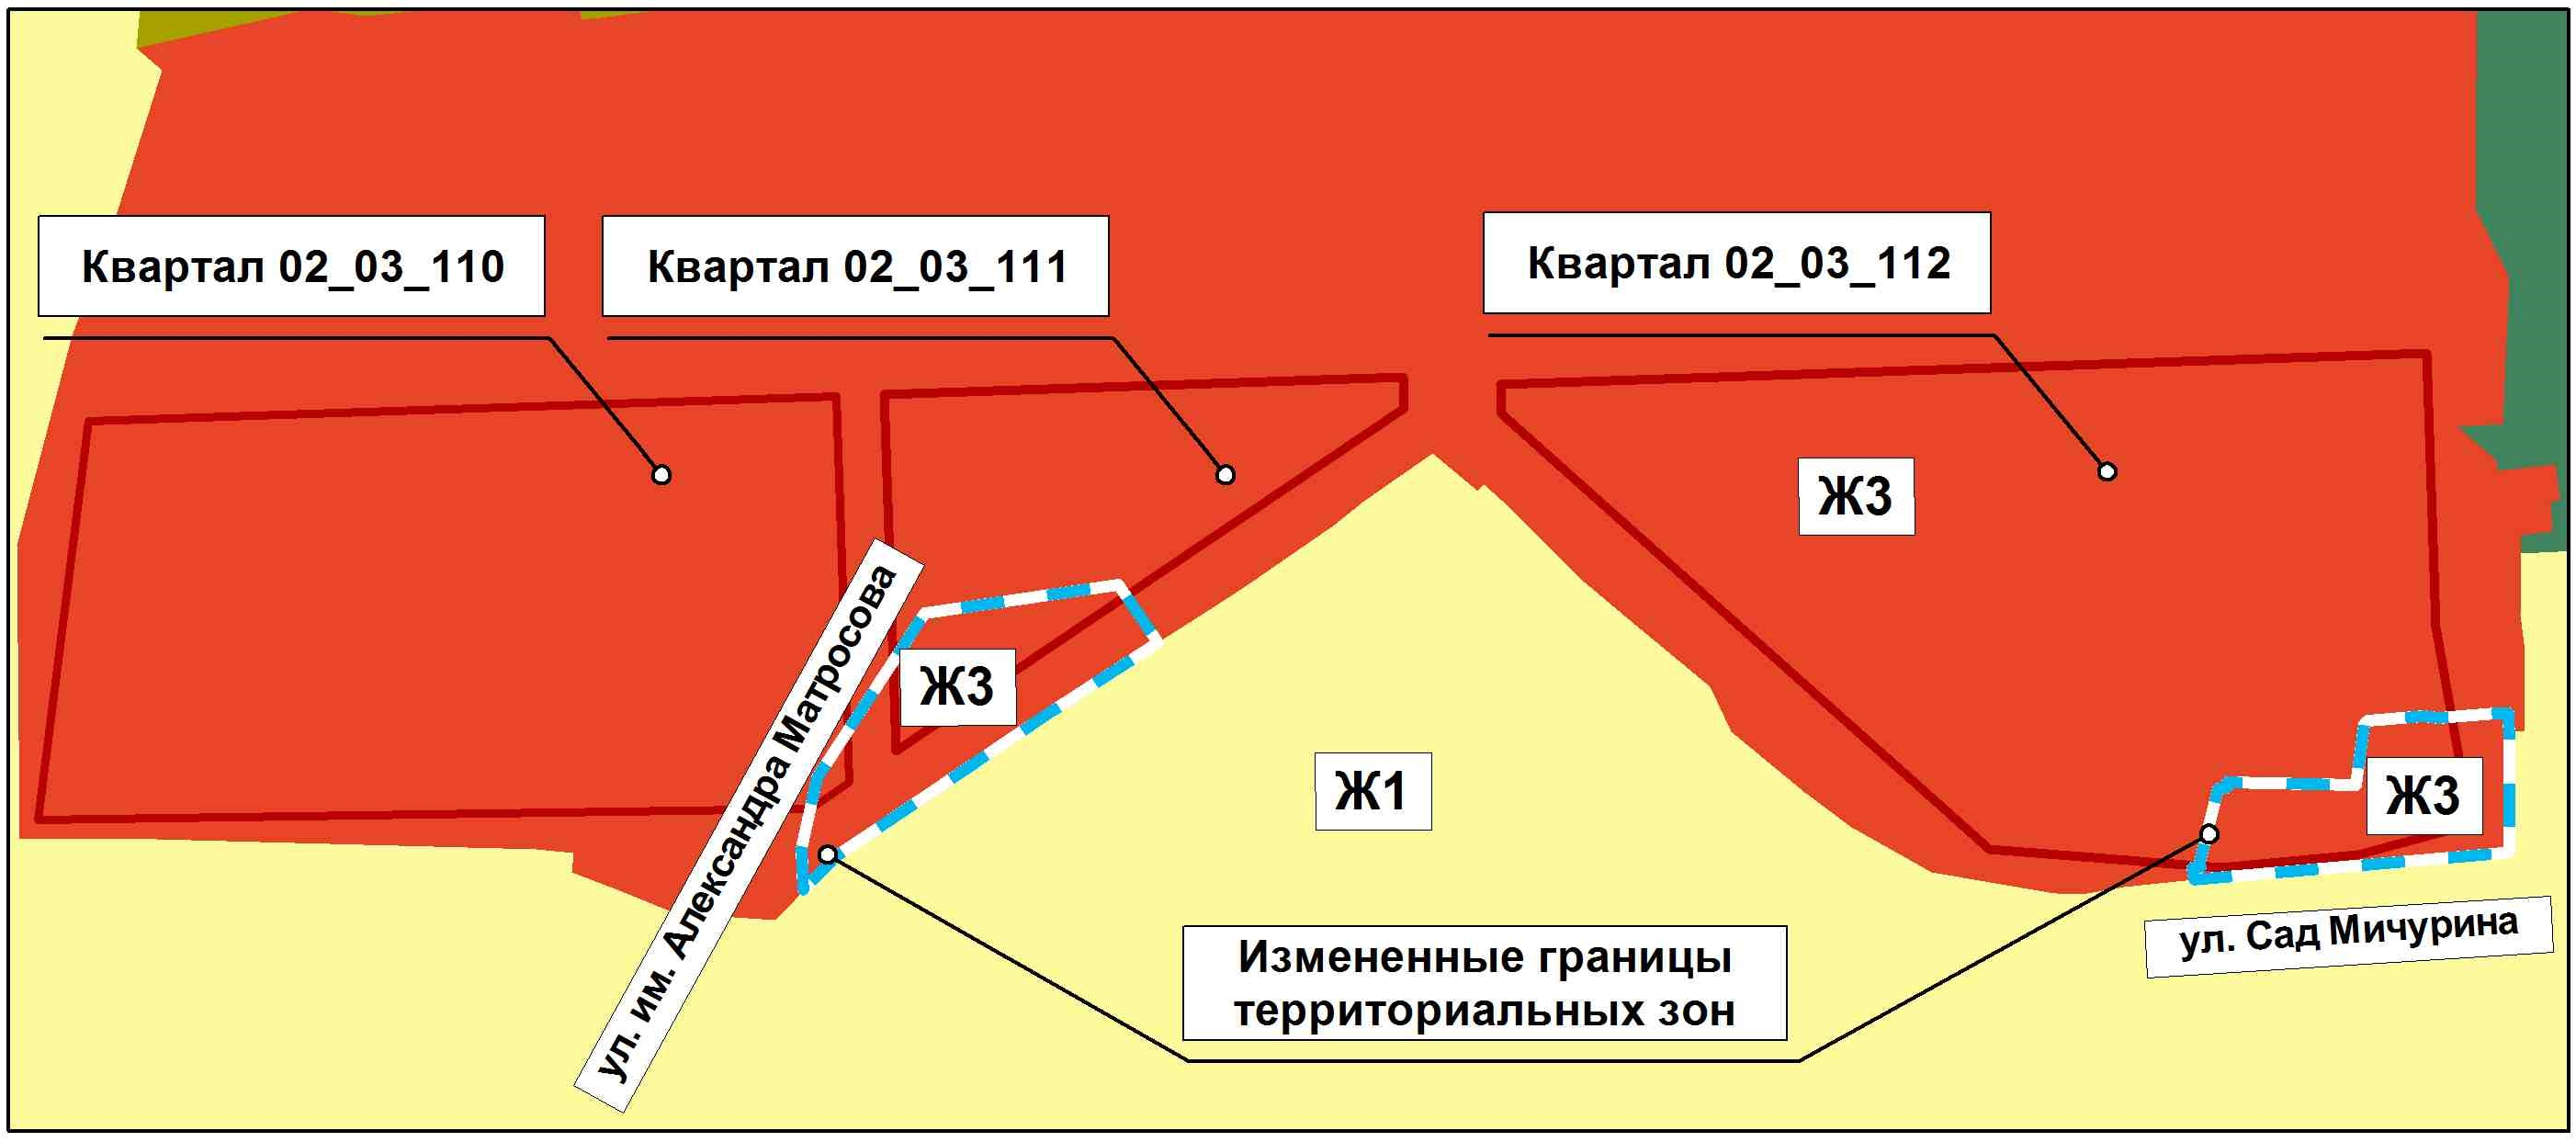 Квартал 02_03_110
Квартал 02_03_111
Квартал 02_03_112
Ж3
ул. им. Александра Матросова
Ж3
Ж1
Ж3
Измененные границы
территориальных зон
ул. Сад Мичурина